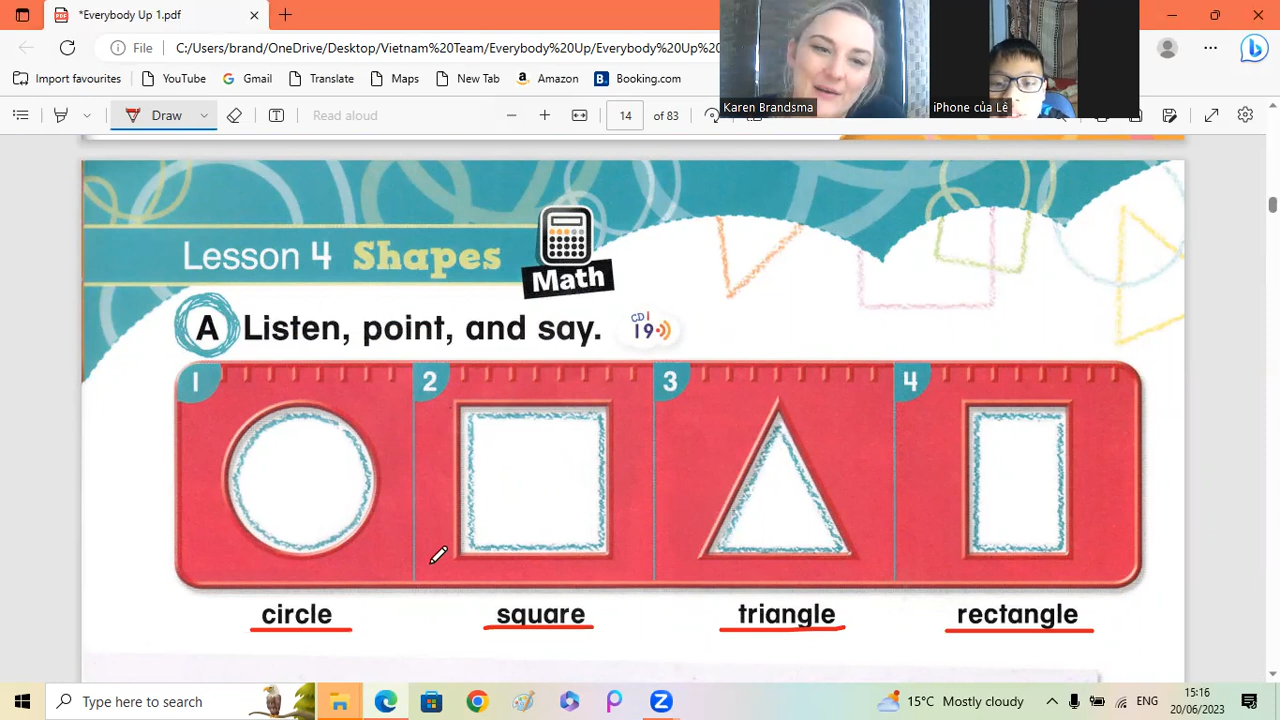 *Everybody Up 1.pdf
File C:/Users/brand/OneDrive/Desktop/Vietnam%20Team/Everybody%20Up/Everybody%20Up%20
Import favourites YouTube Gmail Translate Maps New Tab Amazon Booking.com
Karen Brandsma iPhone của Lê
Draw Read aloud 14 of 83
Lesson 4 Shapes
Math
A Listen, point, and say. CD1 19
1 2 3 4
circle square triangle rectangle
Type here to search 15°C Mostly cloudy ENG 15:16
20/06/2023